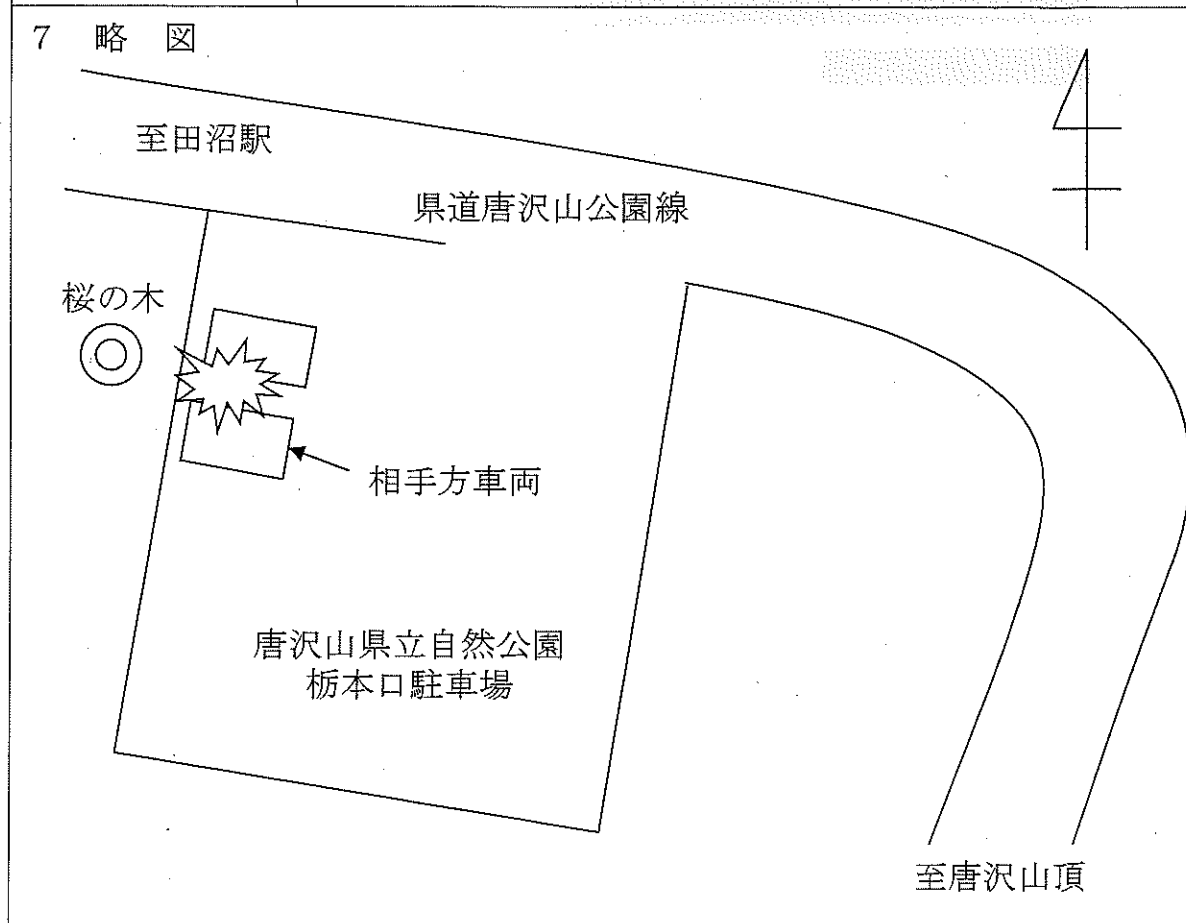 7 略 図
至田沼駅
県道唐沢山公園線
桜の木
相手方車両
唐沢山県立自然公園
栃本口駐車場
至唐沢山頂